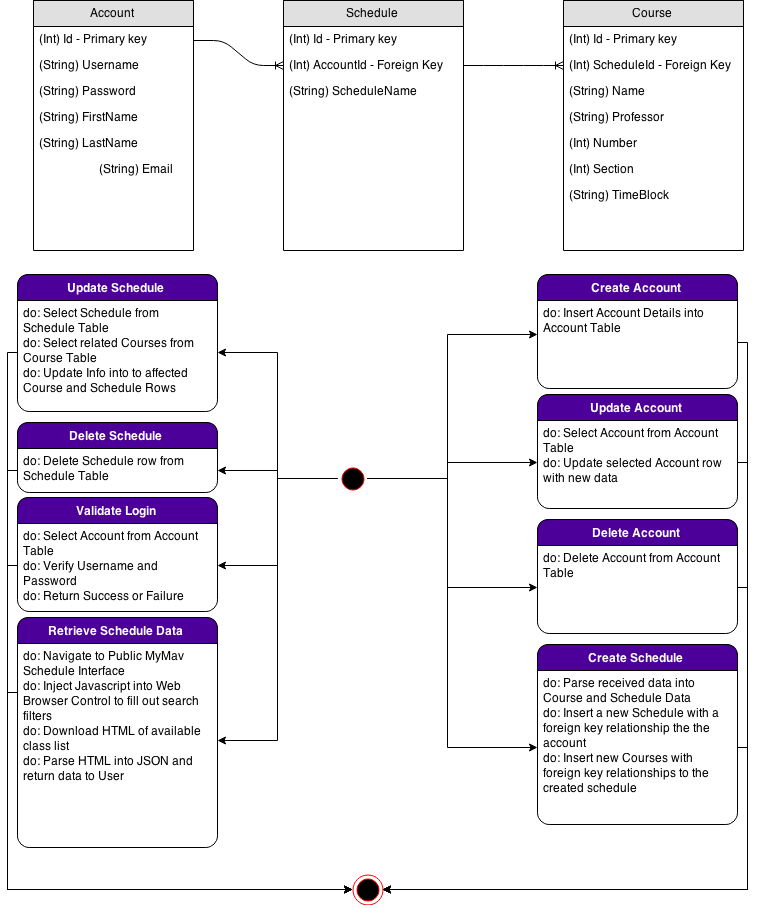 Account
(Int) Id - Primary key
(String) Username
(String) Password
(String) FirstName
(String) LastName
(String) Email
Schedule
(Int) Id - Primary key
(Int) AccountId - Foreign Key
(String) ScheduleName
Course
(Int) Id - Primary key
(Int) ScheduleId - Foreign Key
(String) Name
(String) Professor
(Int) Number
(Int) Section
(String) TimeBlock
Update Schedule
do: Select Schedule from
Schedule Table
do: Select related Courses from
Course Table
do: Update Info into to affected
Course and Schedule Rows
Delete Schedule
do: Delete Schedule row from
Schedule Table
Validate Login
do: Select Account from Account
Table
do: Verify Username and
Password
do: Return Success or Failure
Retrieve Schedule Data
do: Navigate to Public MyMav
Schedule Interface
do: Inject Javascript into Web
Browser Control to fill out search
filters
do: Download HTML of available
class list
do: Parse HTML into JSON and
return data to User
Create Account
do: Insert Account Details into
Account Table
Update Account
do: Select Account from Account
Table
do: Update selected Account row
with new data
Delete Account
do: Delete Account from Account
Table
Create Schedule
do: Parse received data into
Course and Schedule Data
do: Insert a new Schedule with a
foreign key relationship the the
account
do: Insert new Courses with
foreign key relationships to the
created schedule